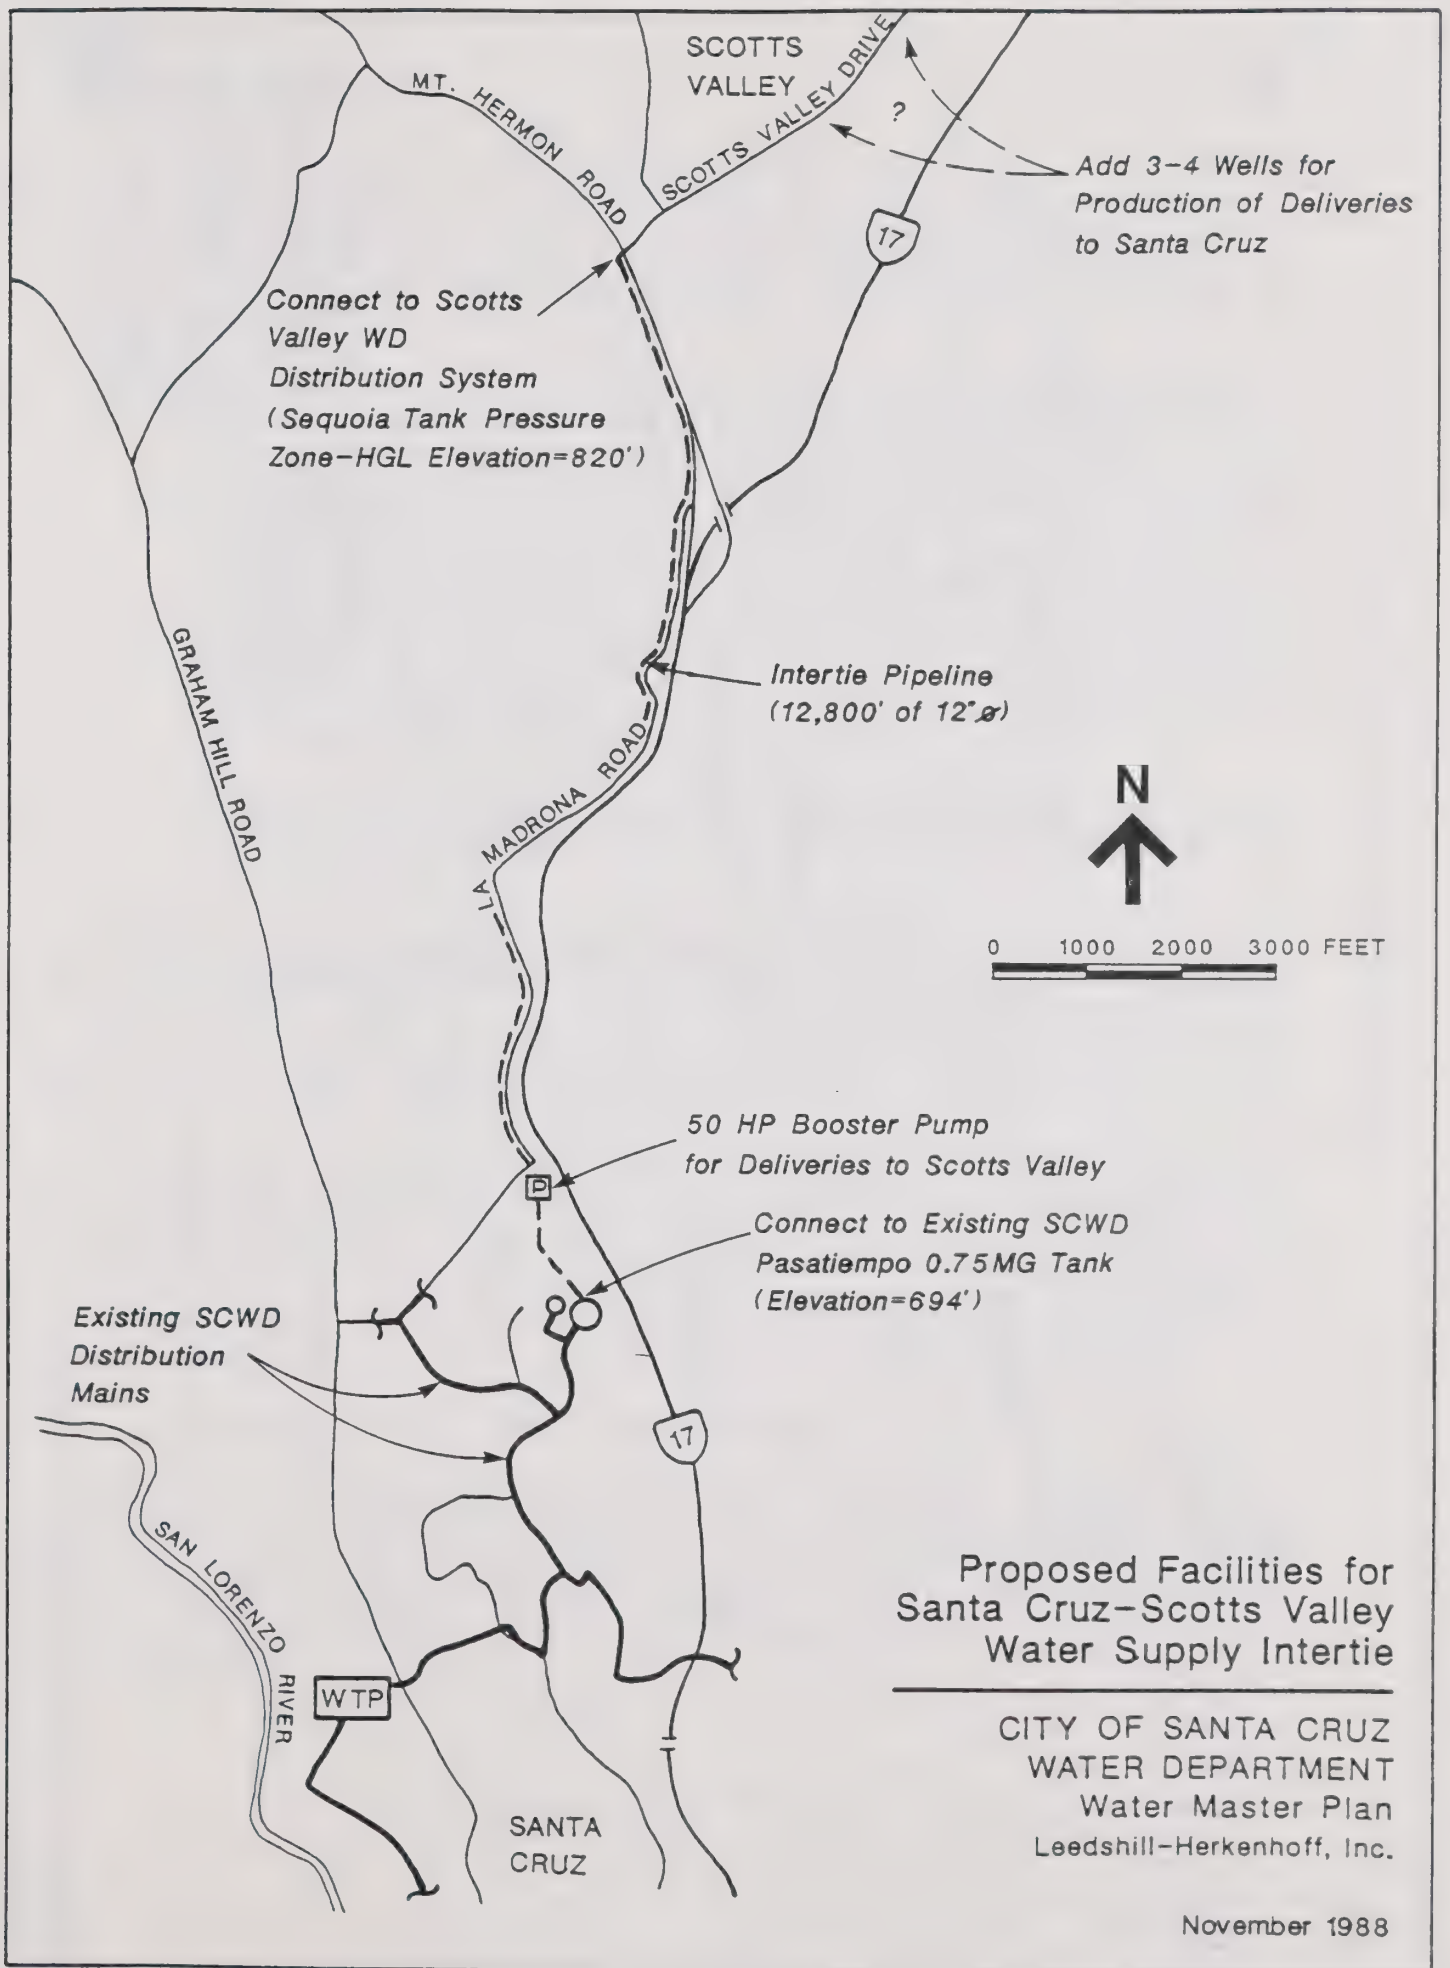 SCOTTS
VALLEY
MT. HERMON ROAD
SCOTTS VALLEY DRIVE
?
Add 3-4 Wells for
Production of Deliveries
to Santa Cruz
17
Connect to Scotts
Valley WD
Distribution System
(Sequoia Tank Pressure
Zone-HGL Elevation=820')
GRAHAM HILL ROAD
Intertie Pipeline
(12,800' of 12"ø)
LA MADRONA ROAD
N
0 1000 2000 3000 FEET
50 HP Booster Pump
for Deliveries to Scotts Valley
P
Connect to Existing SCWD
Pasatiempo 0.75MG Tank
(Elevation=694')
Existing SCWD
Distribution
Mains
17
SAN LORENZO RIVER
WTP
SANTA
CRUZ
Proposed Facilities for
Santa Cruz-Scotts Valley
Water Supply Intertie
CITY OF SANTA CRUZ
WATER DEPARTMENT
Water Master Plan
Leedshill-Herkenhoff, Inc.
November 1988